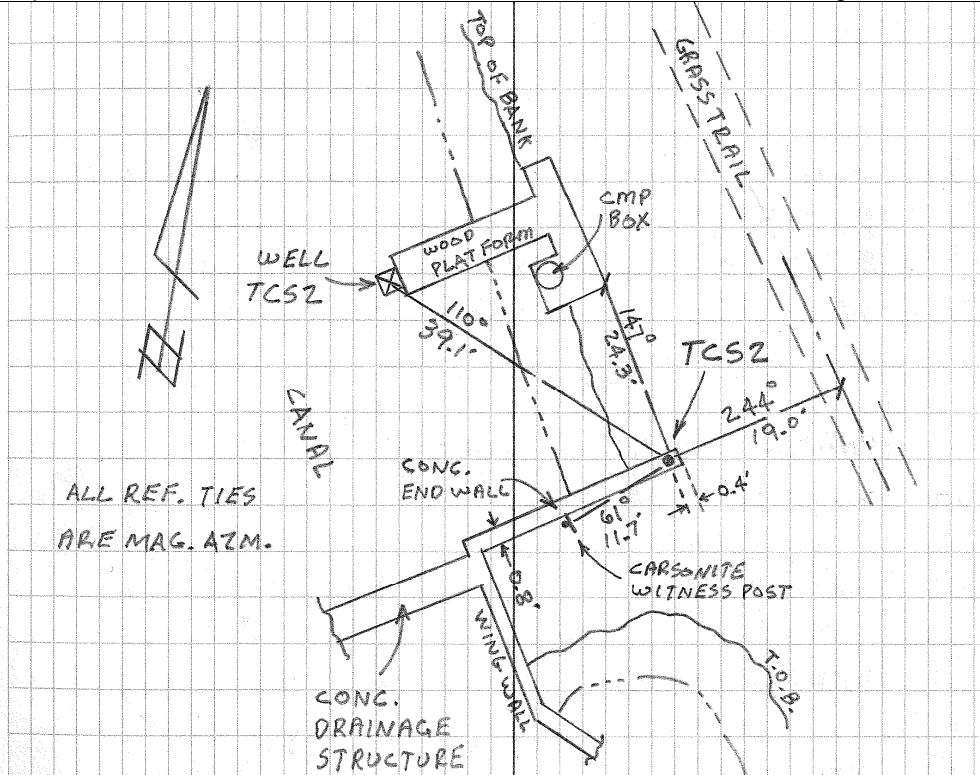 TOP OF BANK
GRASS TRAIL
CMP
BOX
WOOD
PLATFORM
WELL
TCS2
110°
39.1'
147°
24.3'
TCS2
244°
19.0'
CANAL
CONC.
END WALL
0.4'
61°
11.7'
ALL REF. TIES
ARE MAG. AZM.
CARSONITE
WITNESS POST
0.8'
WING WALL
T.O.B.
CONC.
DRAINAGE
STRUCTURE